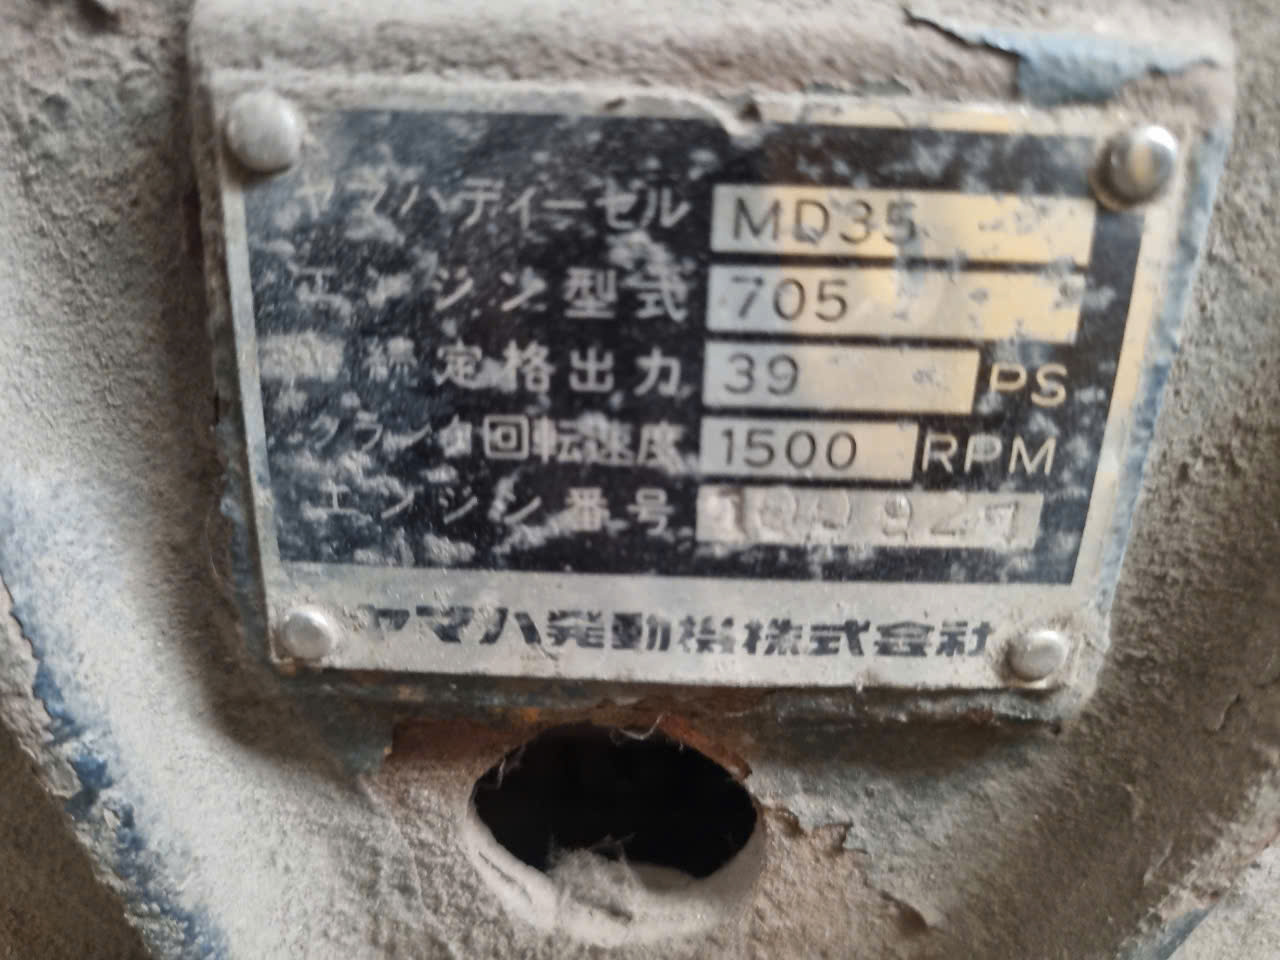 ヤマハディーゼル MD35
エンジン型式 705
連続定格出力 39 PS
クランク回転速度 1500 RPM
エンジン番号
ヤマハ発動機株式会社